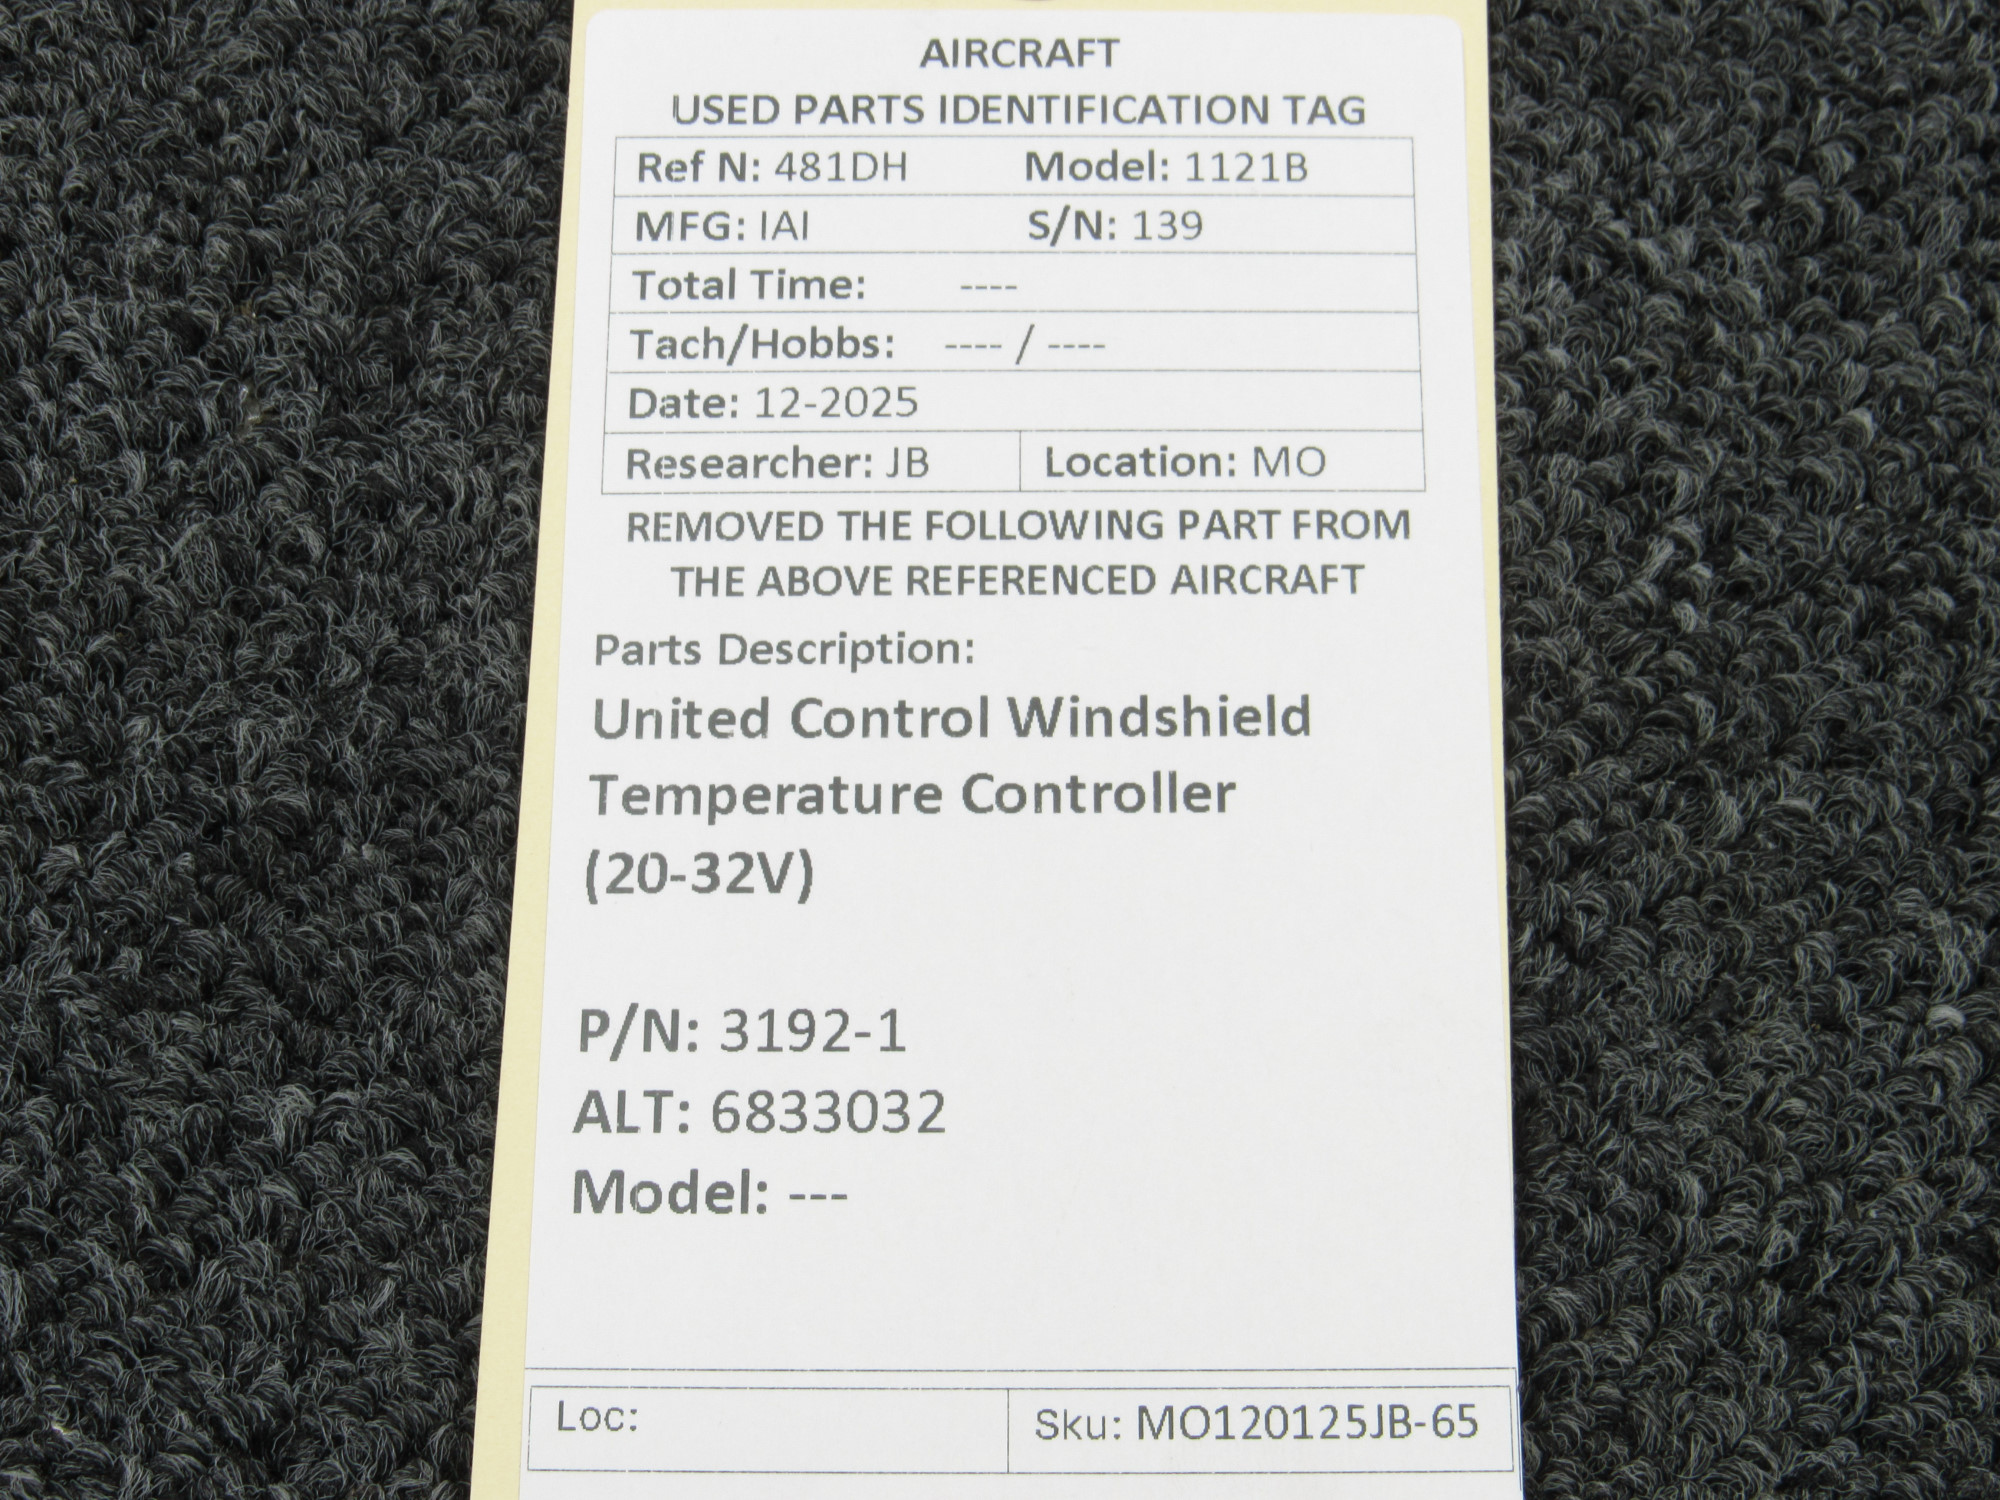 AIRCRAFT
USED PARTS IDENTIFICATION TAG
Ref N: 481DH Model: 1121B
MFG: IAI S/N: 139
Total Time: ----
Tach/Hobbs: ---- / ----
Date: 12-2025
Researcher: JB Location: MO
REMOVED THE FOLLOWING PART FROM
THE ABOVE REFERENCED AIRCRAFT
Parts Description:
United Control Windshield
Temperature Controller
(20-32V)
P/N: 3192-1
ALT: 6833032
Model: ---
Loc: Sku: MO120125JB-65